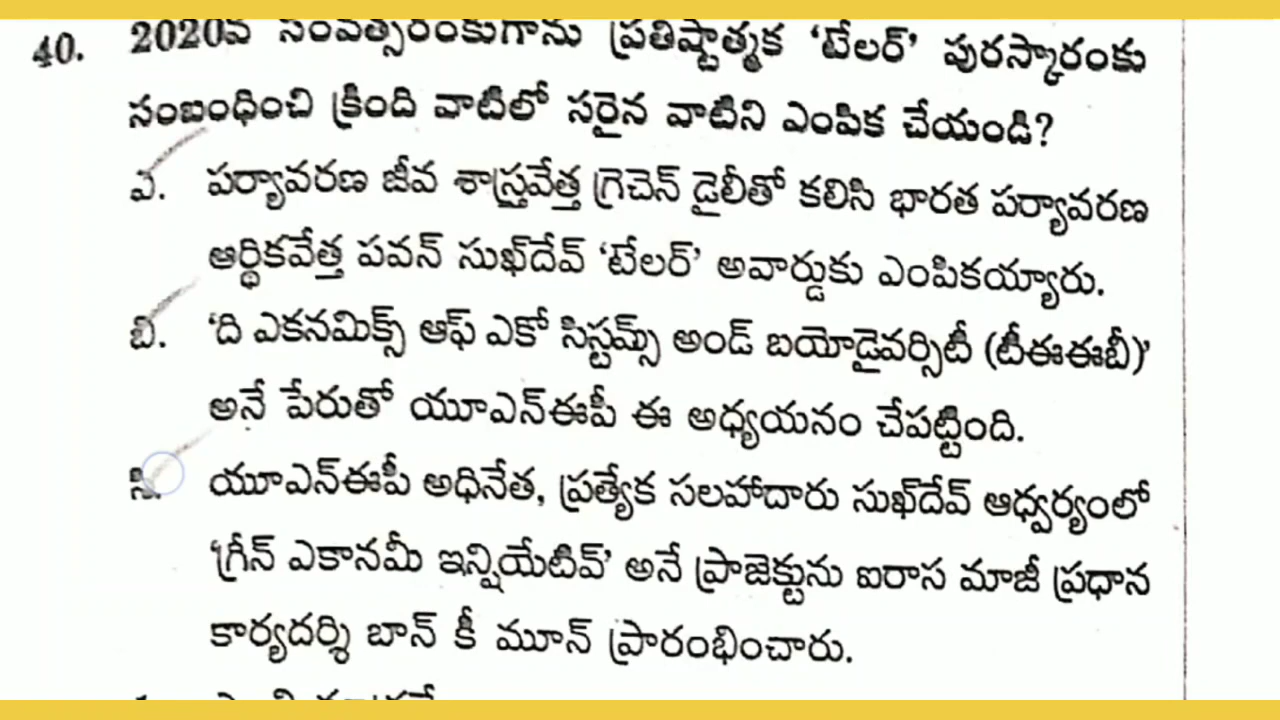 40. 2020వ సంవత్సరంకుగాను ప్రతిష్టాత్మక 'టేలర్' పురస్కారంకు
సంబంధించి క్రింది వాటిలో సరైన వాటిని ఎంపిక చేయండి?
ఎ. పర్యావరణ జీవ శాస్త్రవేత్త గ్రెచెన్ డైలీతో కలిసి భారత పర్యావరణ
ఆర్థికవేత్త పవన్ సుఖ్‌దేవ్ 'టేలర్' అవార్డుకు ఎంపికయ్యారు.
బి. 'ది ఎకనమిక్స్ ఆఫ్ ఎకో సిస్టమ్స్ అండ్ బయోడైవర్సిటీ (టీఈఈబీ)'
అనే పేరుతో యూఎన్ఈపీ ఈ అధ్యయనం చేపట్టింది.
సి. యూఎన్ఈపీ అధినేత, ప్రత్యేక సలహాదారు సుఖ్‌దేవ్ ఆధ్వర్యంలో
'గ్రీన్ ఎకానమీ ఇన్షియేటివ్' అనే ప్రాజెక్టును ఐరాస మాజీ ప్రధాన
కార్యదర్శి బాన్ కీ మూన్ ప్రారంభించారు.